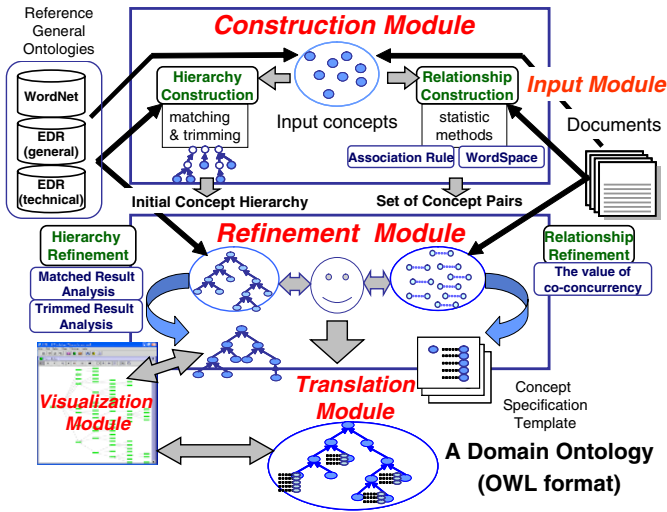 Reference
General
Ontologies
WordNet
EDR
(general)
EDR
(technical)
Construction Module
Hierarchy
Construction
matching
& trimming
Input concepts
Relationship
Construction
statistic
methods
Association Rule
WordSpace
Input Module
Documents
Initial Concept Hierarchy
Set of Concept Pairs
Refinement Module
Hierarchy
Refinement
Matched Result
Analysis
Trimmed Result
Analysis
Relationship
Refinement
The value of
co-concurrency
Visualization
Module
Translation
Module
Concept
Specification
Template
A Domain Ontology
(OWL format)